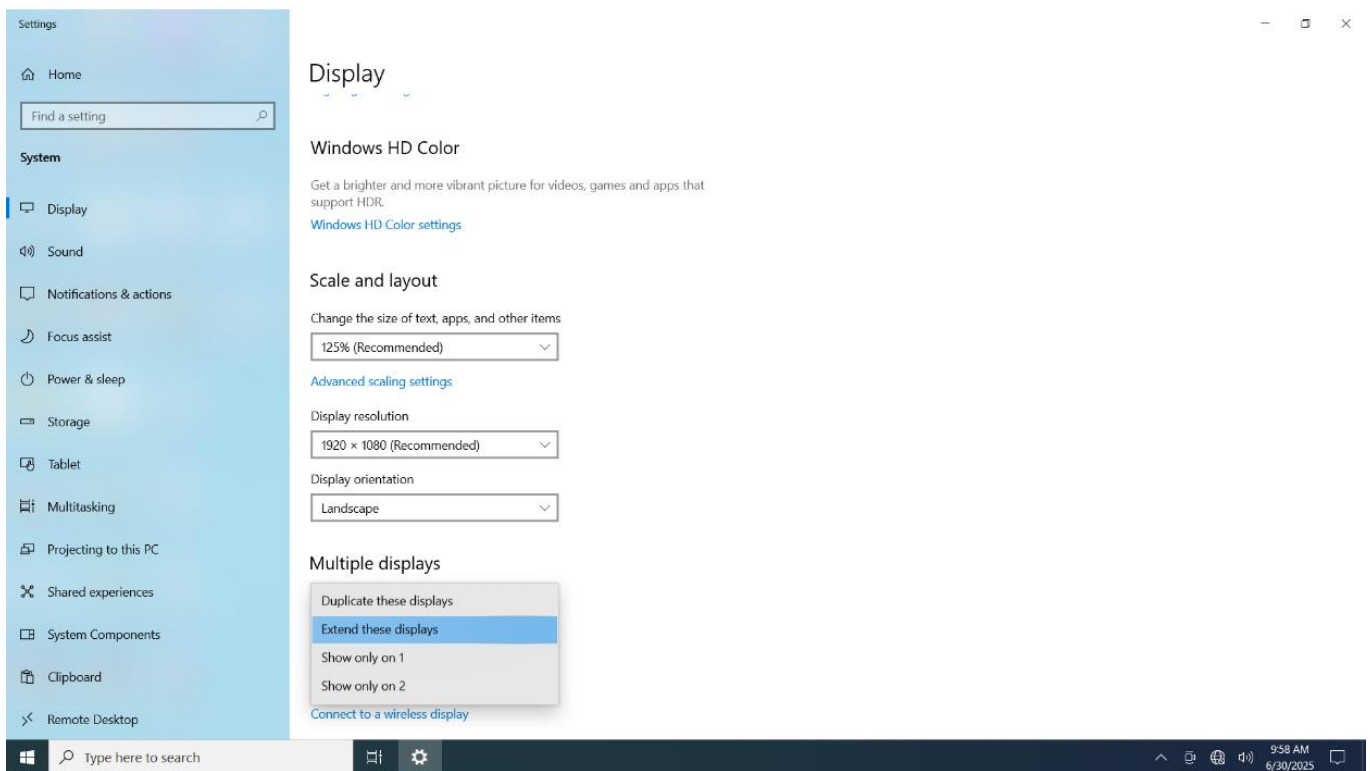 Settings
Home
Find a setting
System
Display
Sound
Notifications & actions
Focus assist
Power & sleep
Storage
Tablet
Multitasking
Projecting to this PC
Shared experiences
System Components
Clipboard
Remote Desktop
Display
Windows HD Color
Get a brighter and more vibrant picture for videos, games and apps that
support HDR.
Windows HD Color settings
Scale and layout
Change the size of text, apps, and other items
125% (Recommended)
Advanced scaling settings
Display resolution
1920 × 1080 (Recommended)
Display orientation
Landscape
Multiple displays
Duplicate these displays
Extend these displays
Show only on 1
Show only on 2
Connect to a wireless display
Type here to search
9:58 AM
6/30/2025